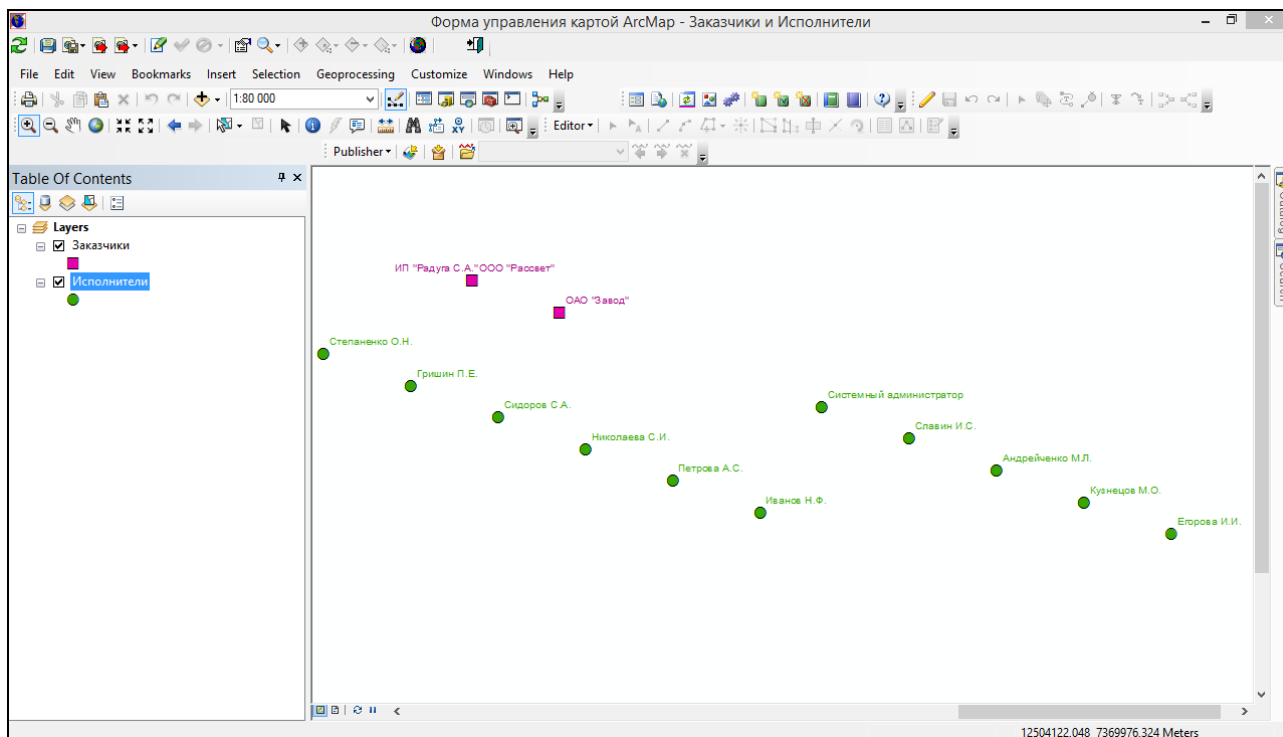 Форма управления картой ArcMap - Заказчики и Исполнители
File Edit View Bookmarks Insert Selection Geoprocessing Customize Windows Help
1:80 000
Editor
Publisher
Table Of Contents
Layers
Заказчики
Исполнители
ИП "Радуга С.А."ООО "Рассвет"
ОАО "Завод"
Степаненко О.Н.
Гришин П.Е.
Сидоров С.А.
Николаева С.И.
Петрова А.С.
Иванов Н.Ф.
Системный администратор
Славин И.С.
Андрейченко М.Л.
Кузнецов М.О.
Егорова И.И.
12504122,048 7369976,324 Meters